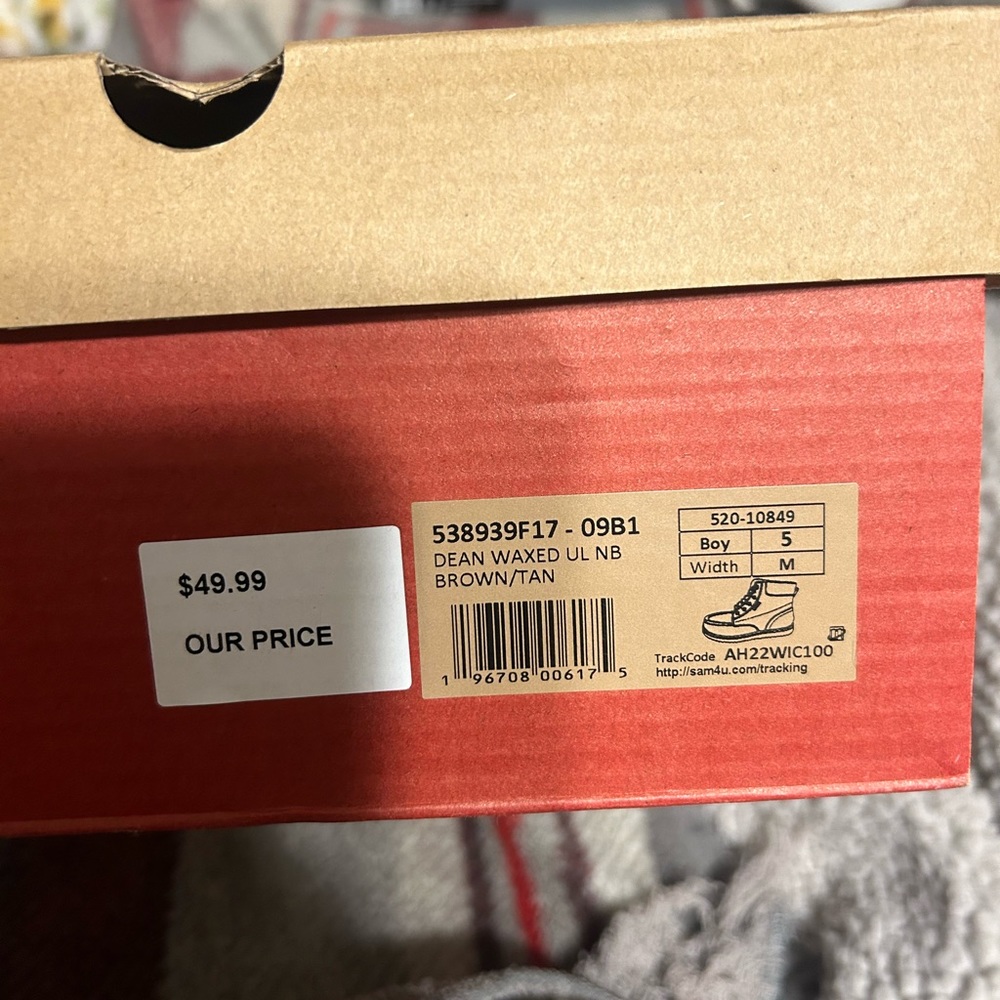 $49.99
OUR PRICE
538939F17 - 09B1
DEAN WAXED UL NB
BROWN/TAN
1 96708 00617 5
520-10849
Boy 5
Width M
TrackCode AH22WIC100
http://sam4u.com/tracking